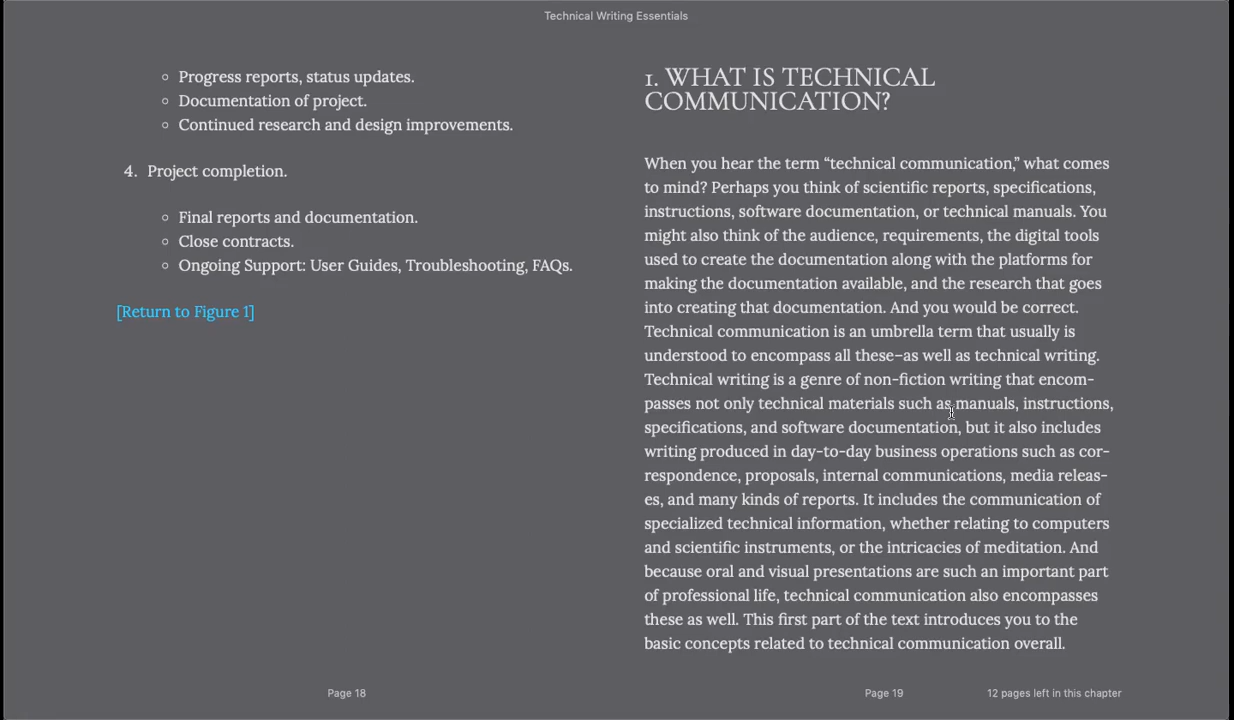 Technical Writing Essentials
◦ Progress reports, status updates.
◦ Documentation of project.
◦ Continued research and design improvements.
4. Project completion.
◦ Final reports and documentation.
◦ Close contracts.
◦ Ongoing Support: User Guides, Troubleshooting, FAQs.
[Return to Figure 1]
Page 18
1. WHAT IS TECHNICAL
COMMUNICATION?
When you hear the term “technical communication,” what comes
to mind? Perhaps you think of scientific reports, specifications,
instructions, software documentation, or technical manuals. You
might also think of the audience, requirements, the digital tools
used to create the documentation along with the platforms for
making the documentation available, and the research that goes
into creating that documentation. And you would be correct.
Technical communication is an umbrella term that usually is
understood to encompass all these–as well as technical writing.
Technical writing is a genre of non-fiction writing that encom-
passes not only technical materials such as manuals, instructions,
specifications, and software documentation, but it also includes
writing produced in day-to-day business operations such as cor-
respondence, proposals, internal communications, media releas-
es, and many kinds of reports. It includes the communication of
specialized technical information, whether relating to computers
and scientific instruments, or the intricacies of meditation. And
because oral and visual presentations are such an important part
of professional life, technical communication also encompasses
these as well. This first part of the text introduces you to the
basic concepts related to technical communication overall.
Page 19
12 pages left in this chapter